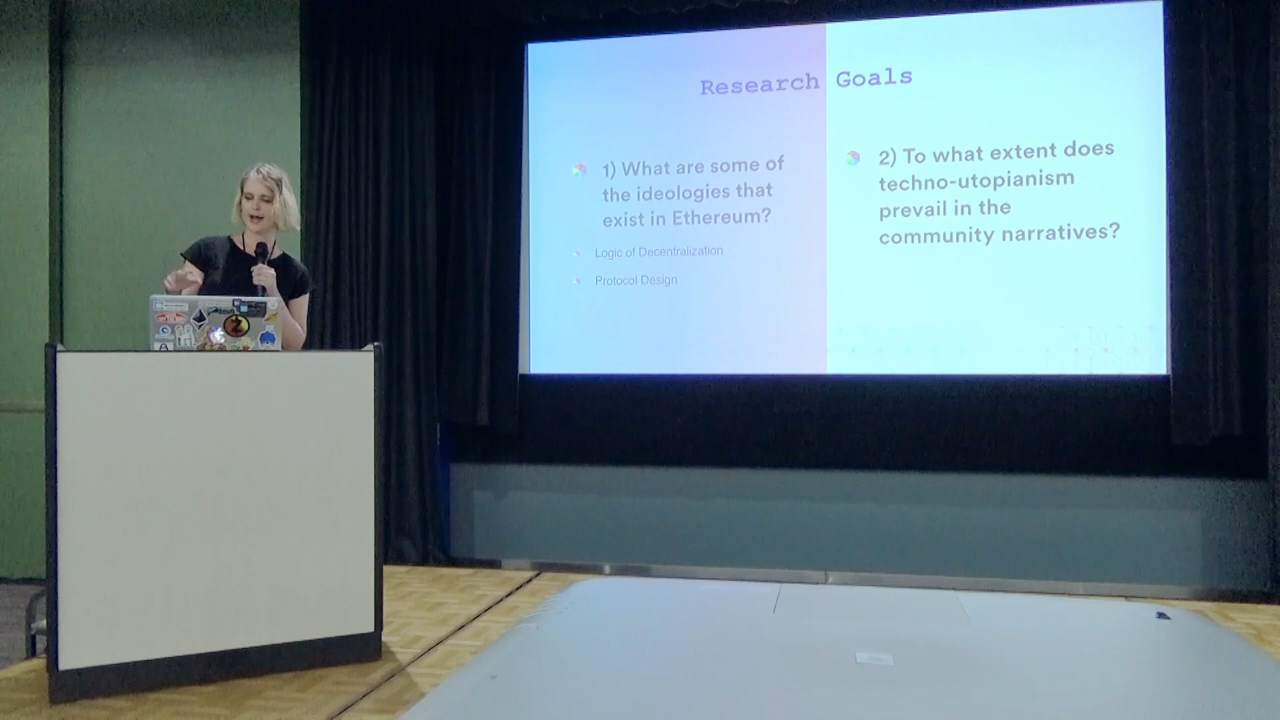 Research Goals
1) What are some of
the ideologies that
exist in Ethereum?
Logic of Decentralization
Protocol Design
2) To what extent does
techno-utopianism
prevail in the
community narratives?